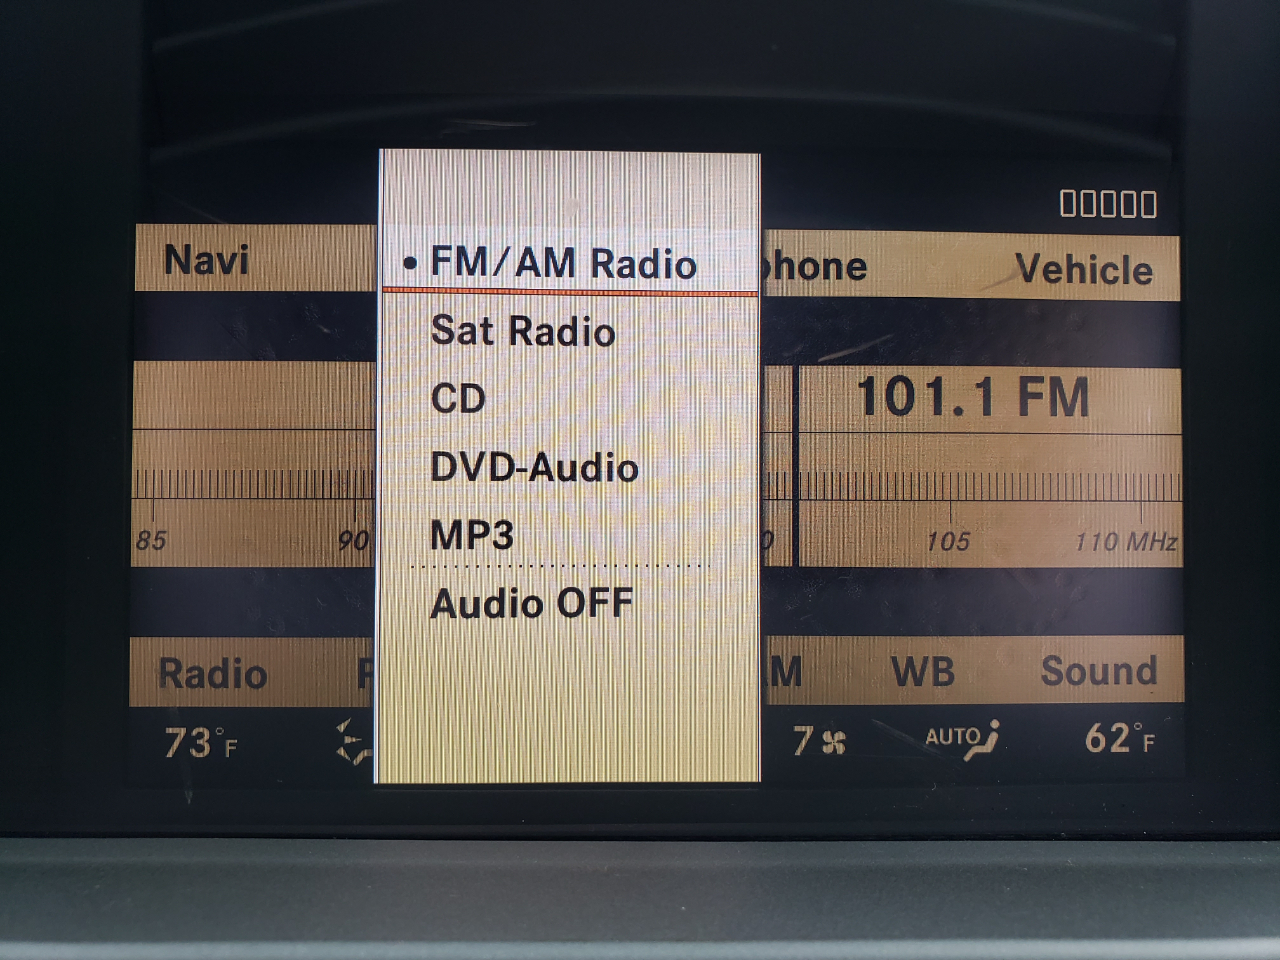 Navi
Vehicle
FM/AM Radio
Sat Radio
CD
DVD-Audio
MP3
Audio OFF
101.1 FM
85 90 105 110 MHz
Radio WB Sound
73°F 7 AUTO 62°F